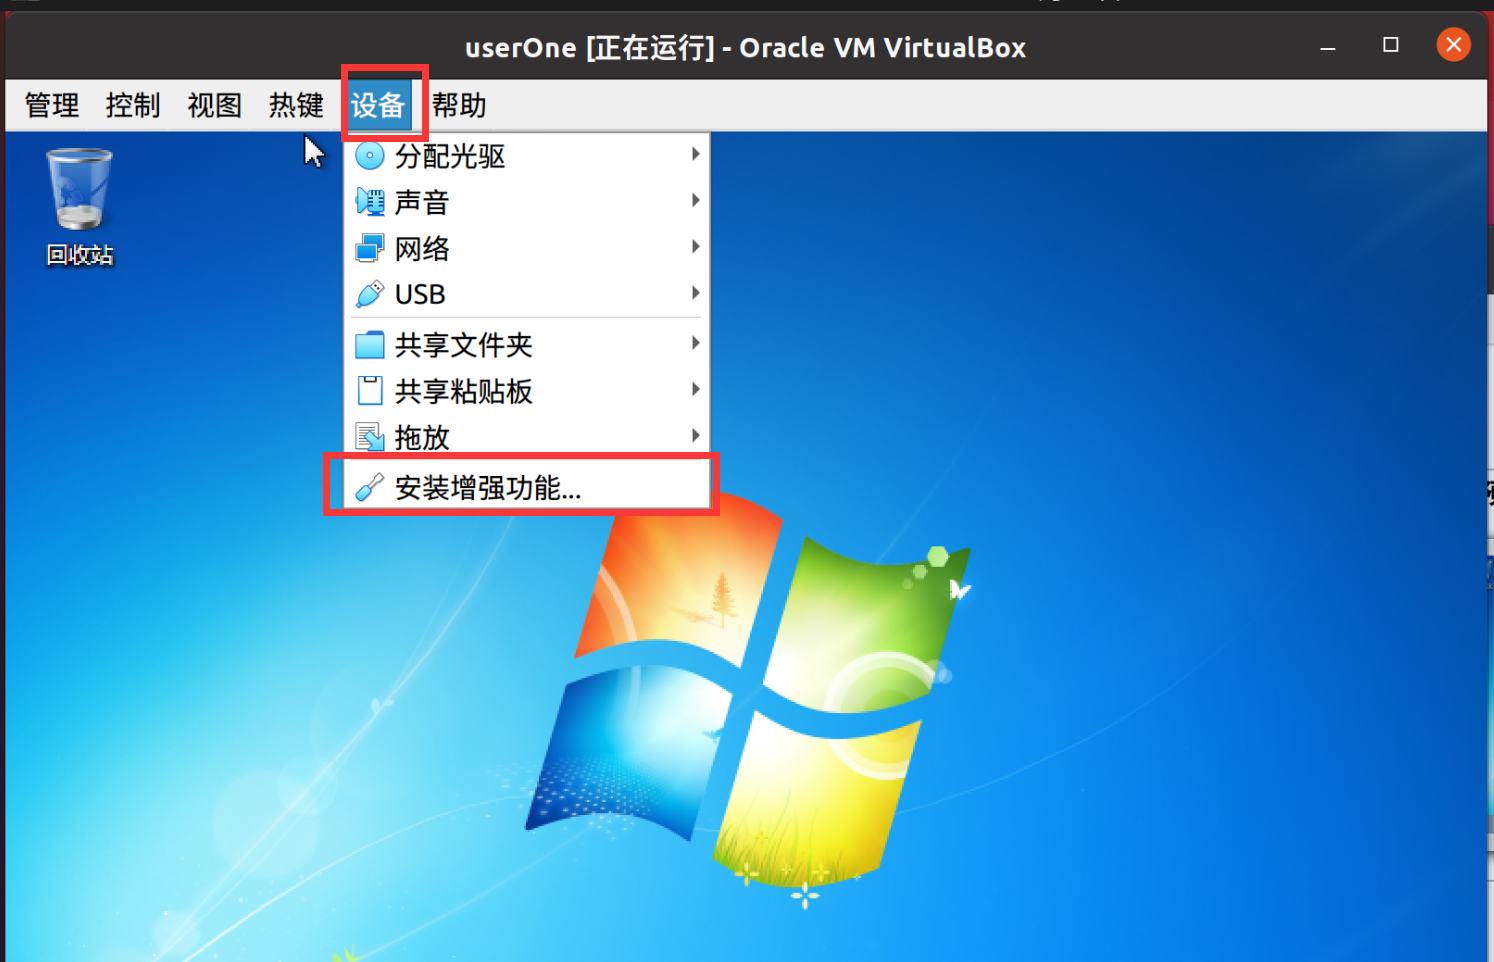 userOne [正在运行] - Oracle VM VirtualBox
管理 控制 视图 热键 设备 帮助
分配光驱
声音
网络
USB
共享文件夹
共享粘贴板
拖放
安装增强功能...
回收站